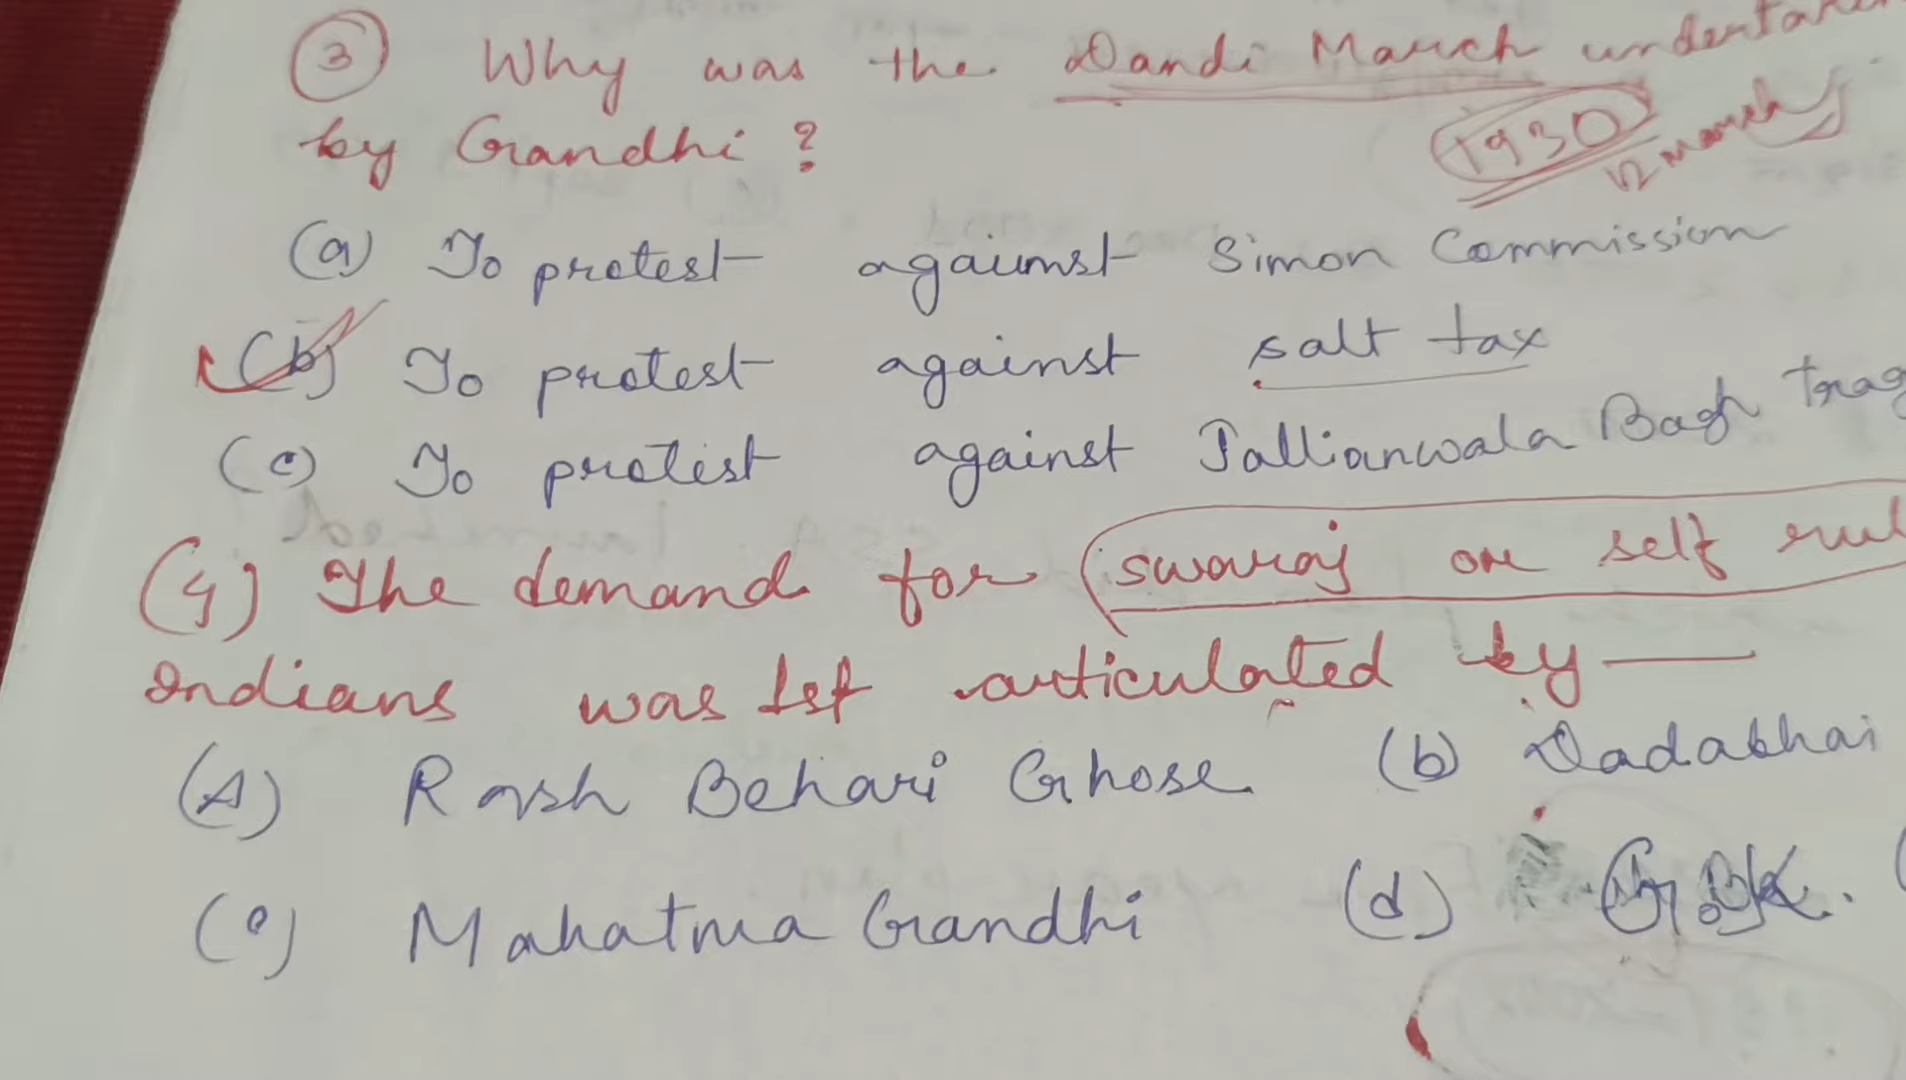 3 Why was the Dandi March
by Gandhi ? 1930 12 March
(a) To protest against Simon Commission
(b) To protest against salt tax
(c) To protest against Jallianwala Bagh
(4) The demand for swaraj or self
Indians was 1st articulated by —
(A) Rash Behari Ghose (b) Dadabhai
(c) Mahatma Gandhi (d) G.